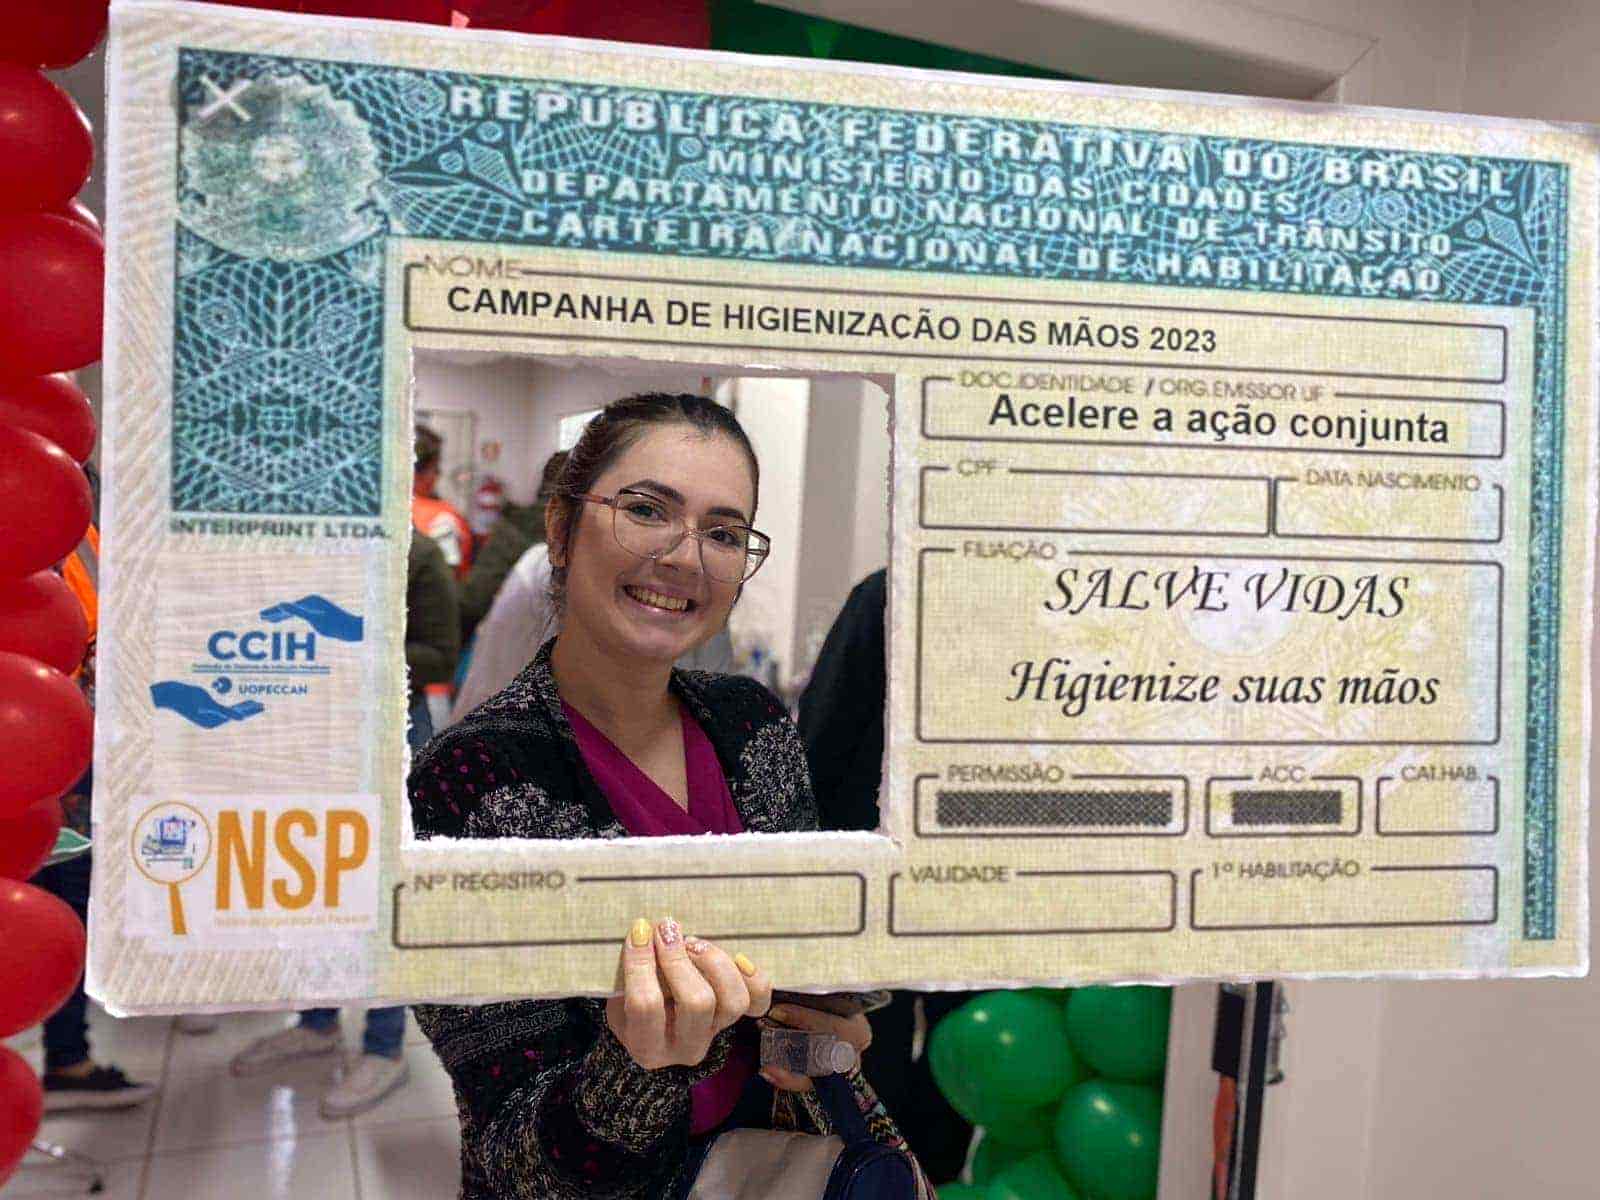 REPÚBLICA FEDERATIVA DO BRASIL
MINISTÉRIO DAS CIDADES
DEPARTAMENTO NACIONAL DE TRÂNSITO
CARTEIRA NACIONAL DE HABILITAÇÃO
NOME
CAMPANHA DE HIGIENIZAÇÃO DAS MÃOS 2023
DOC.IDENTIDADE / ORG.EMISSOR UF
Acelere a ação conjunta
CPF
DATA NASCIMENTO
FILIAÇÃO
SALVE VIDAS
Higienize suas mãos
PERMISSÃO
ACC
CAT.HAB.
Nº REGISTRO
VALIDADE
1ª HABILITAÇÃO
INTERPRINT LTDA.
CCIH
UOPECCAN
NSP